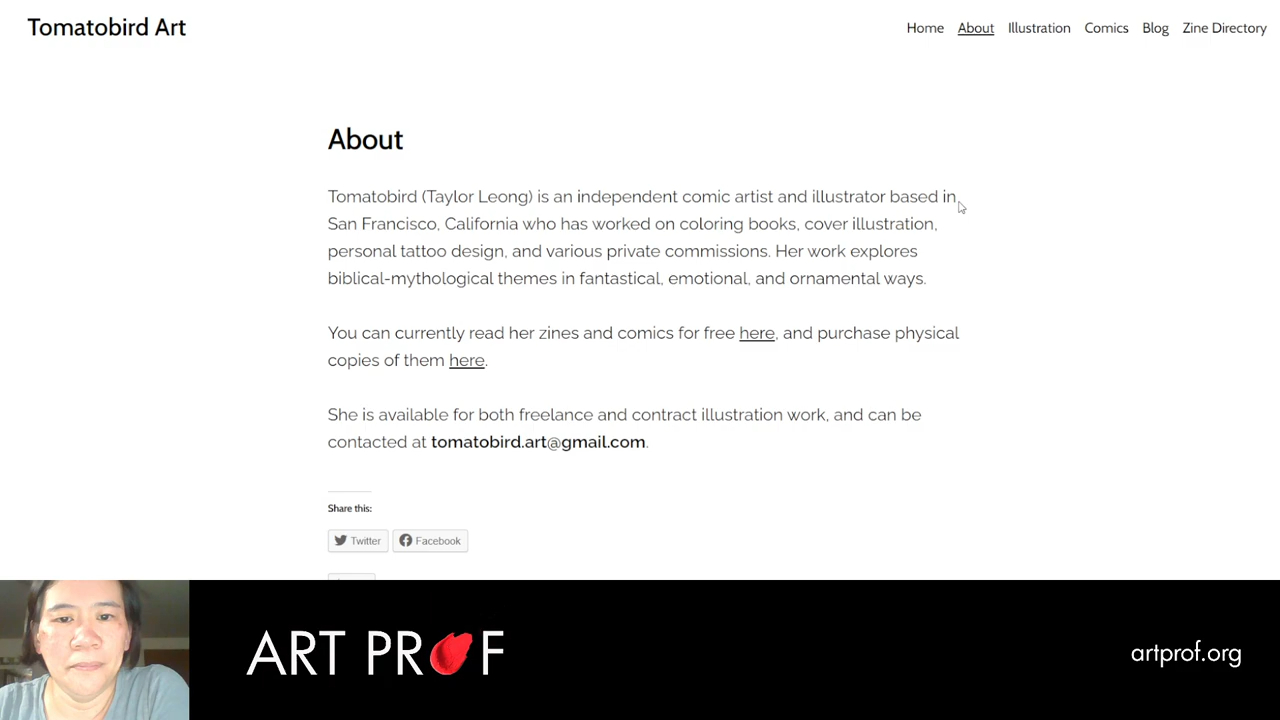 Tomatobird Art
Home About Illustration Comics Blog Zine Directory
About
Tomatobird (Taylor Leong) is an independent comic artist and illustrator based in
San Francisco, California who has worked on coloring books, cover illustration,
personal tattoo design, and various private commissions. Her work explores
biblical-mythological themes in fantastical, emotional, and ornamental ways.
You can currently read her zines and comics for free here, and purchase physical
copies of them here.
She is available for both freelance and contract illustration work, and can be
contacted at tomatobird.art@gmail.com.
Share this:
Twitter Facebook
ART PROF
artprof.org